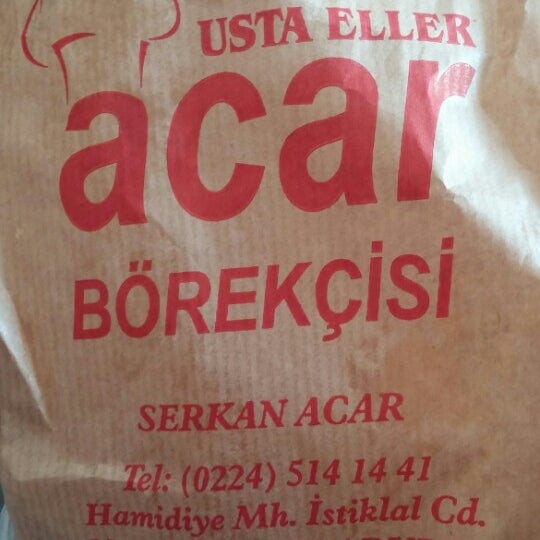 USTA ELLER
acar
BÖREKÇİSİ
SERKAN ACAR
Tel: (0224) 514 14 41
Hamidiye Mh. İstiklal Cd.